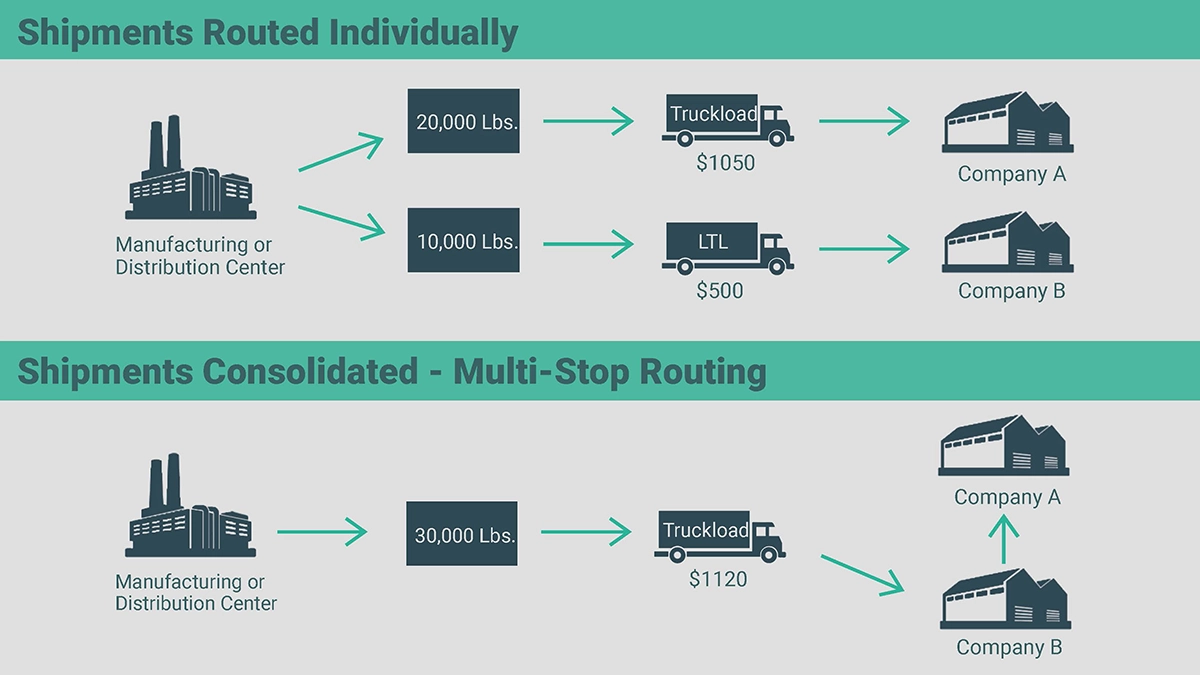 Shipments Routed Individually
20,000 Lbs.
Truckload
$1050
Company A
Manufacturing or
Distribution Center
10,000 Lbs.
LTL
$500
Company B
Shipments Consolidated - Multi-Stop Routing
Manufacturing or
Distribution Center
30,000 Lbs.
Truckload
$1120
Company A
Company B